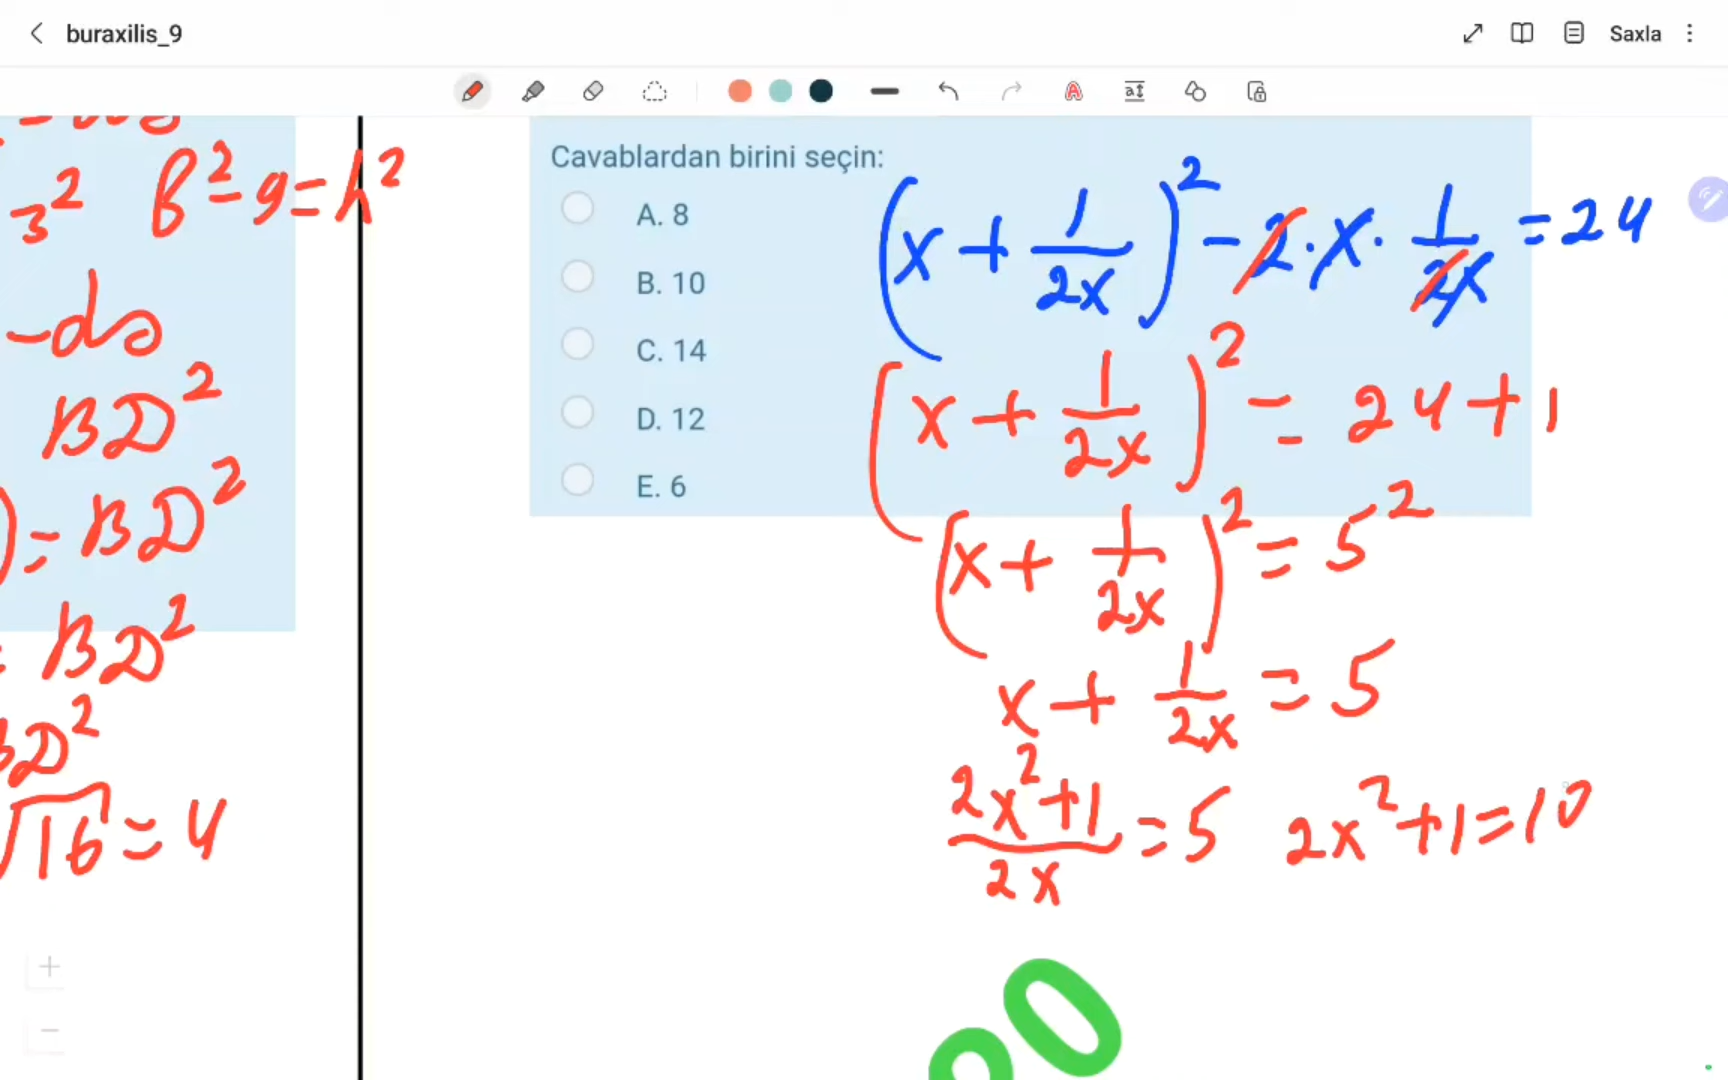 buraxilis_9
Saxla
3² b²-9=h²
-da
BD²
)=BD²
= BD²
BD²
√16=4
Cavablardan birini seçin:
A. 8
B. 10
C. 14
D. 12
E. 6
(x+1/2x)²-2·x·1/2x=24
(x+1/2x)²=24+1
(x+1/2x)²=5²
x+1/2x=5
2x²+1/2x=5 2x²+1=10